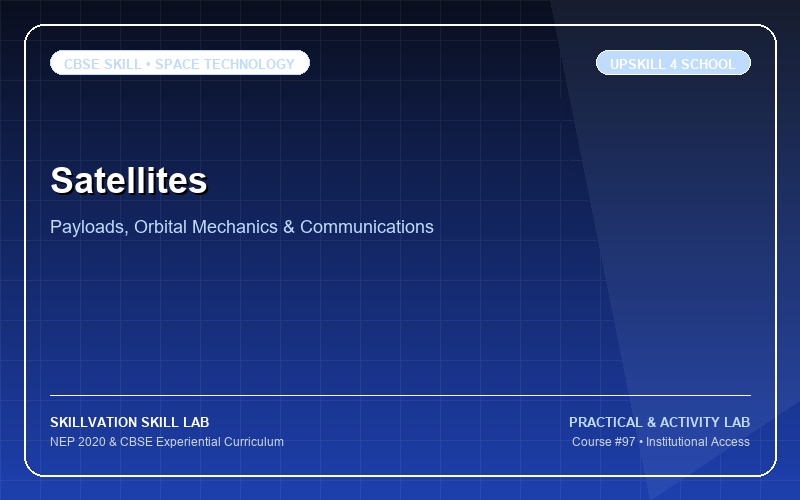 CBSE SKILL • SPACE TECHNOLOGY
UPSKILL 4 SCHOOL
Satellites
Payloads, Orbital Mechanics & Communications
SKILLVATION SKILL LAB
NEP 2020 & CBSE Experiential Curriculum
PRACTICAL & ACTIVITY LAB
Course #97 • Institutional Access